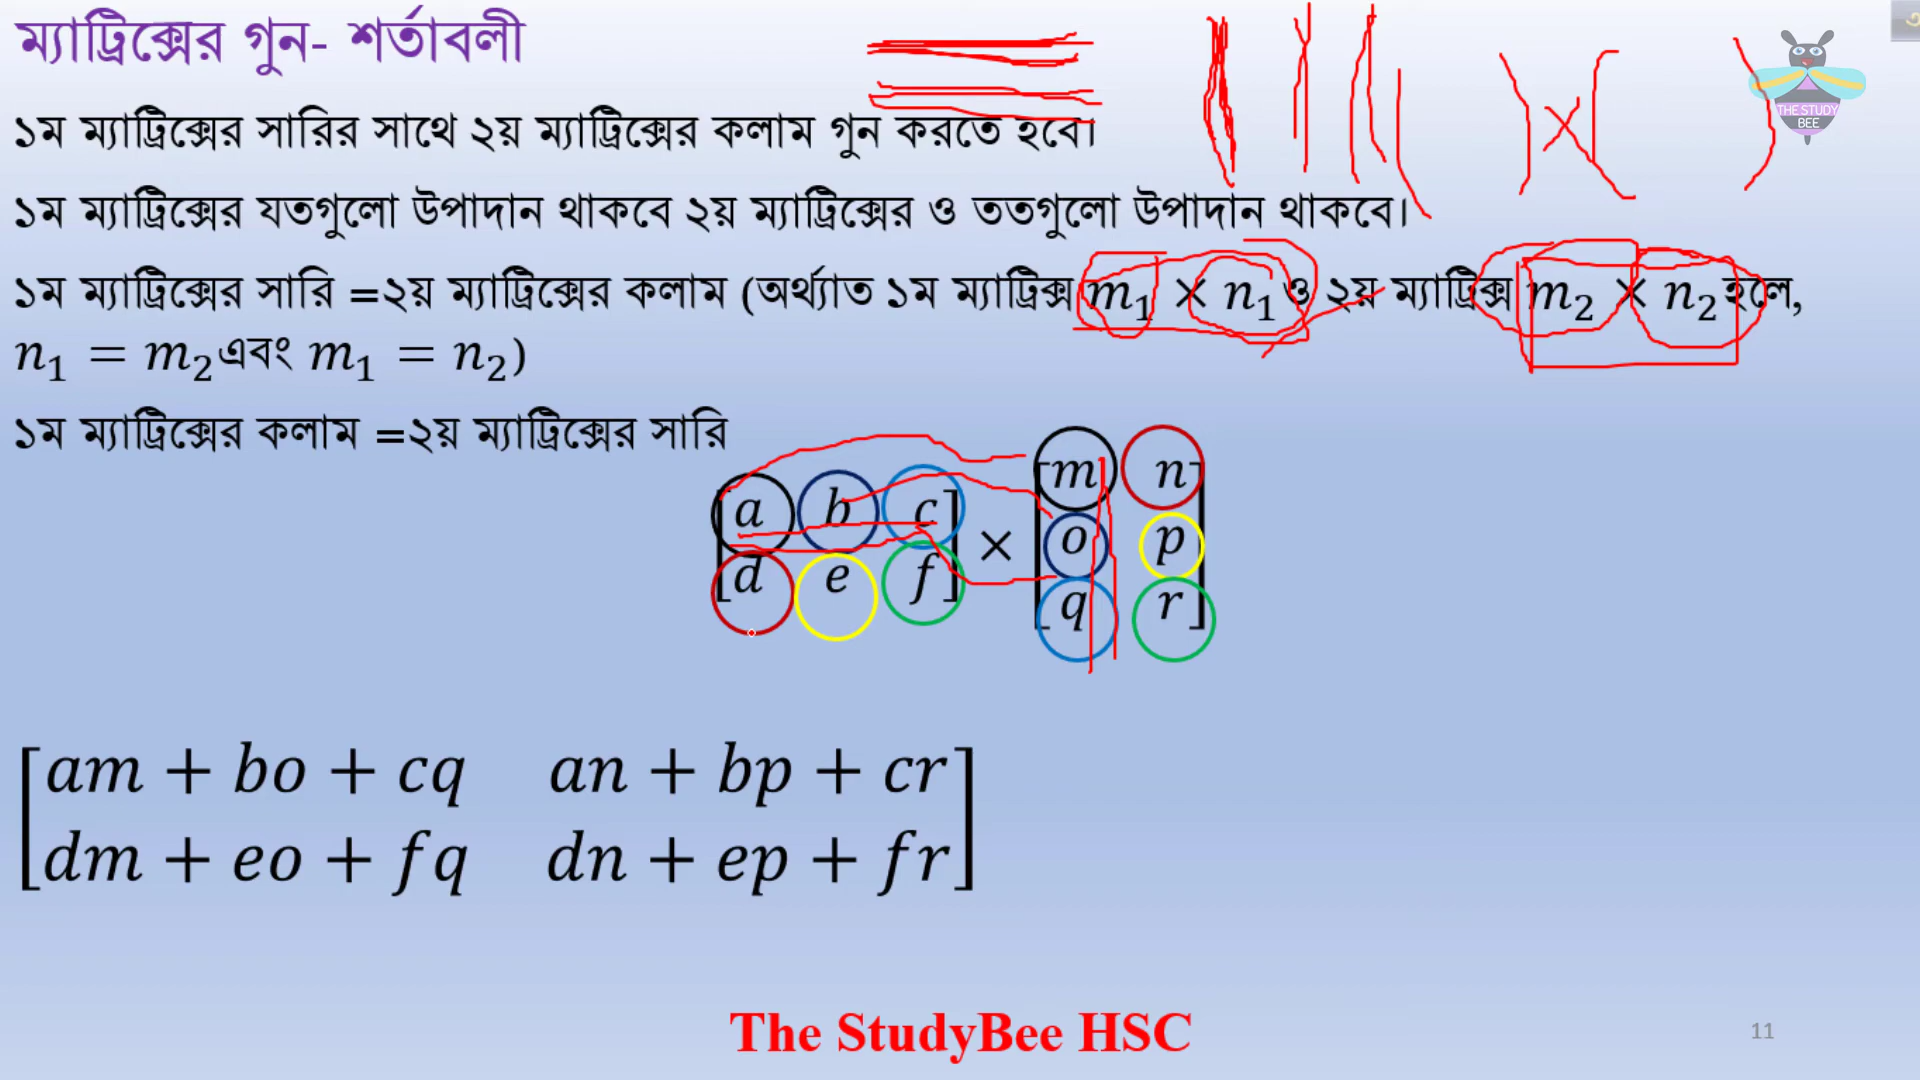 ম্যাট্রিক্সের গুন- শর্তাবলী
THE STUDY
BEE
১ম ম্যাট্রিক্সের সারির সাথে ২য় ম্যাট্রিক্সের কলাম গুন করতে হবে।
১ম ম্যাট্রিক্সের যতগুলো উপাদান থাকবে ২য় ম্যাট্রিক্সের ও ততগুলো উপাদান থাকবে।
১ম ম্যাট্রিক্সের সারি =২য় ম্যাট্রিক্সের কলাম (অর্থ্যাত ১ম ম্যাট্রিক্স m₁ × n₁ ও ২য় ম্যাট্রিক্স m₂ × n₂ হলে,
n₁ = m₂ এবং m₁ = n₂)
১ম ম্যাট্রিক্সের কলাম =২য় ম্যাট্রিক্সের সারি
[a b c] × [m n]
[d e f] [o p]
[q r]
[am + bo + cq an + bp + cr]
[dm + eo + fq dn + ep + fr]
The StudyBee HSC
11